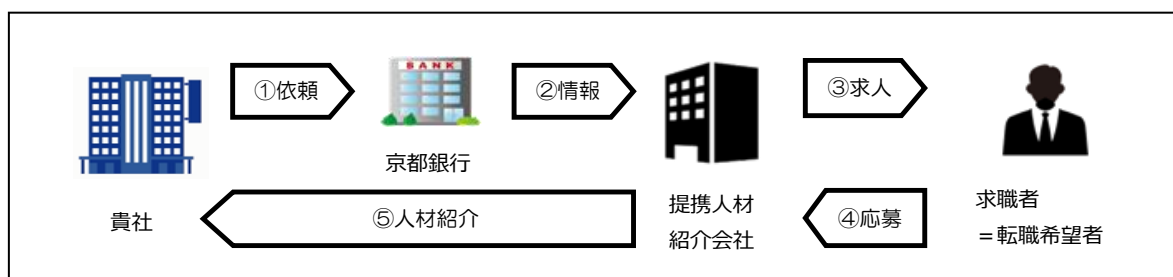 ①依頼
BANK
②情報
③求人
京都銀行
貴社
⑤人材紹介
提携人材
紹介会社
④応募
求職者
＝転職希望者